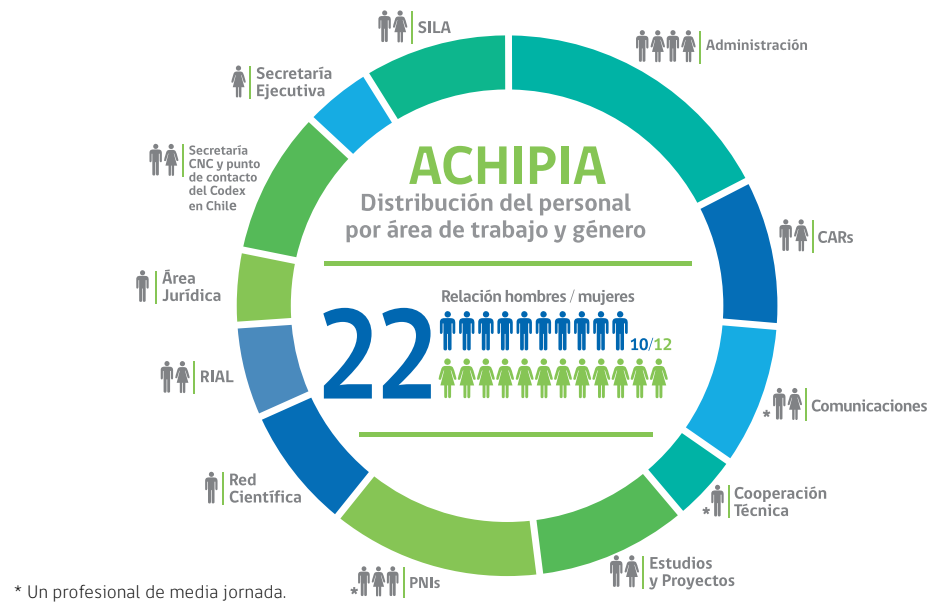 SILA
Administración
Secretaría
Ejecutiva
Secretaría
CNC y punto
de contacto
del Codex
en Chile
ACHIPIA
Distribución del personal
por área de trabajo y género
CARs
Área
Jurídica
22
Relación hombres / mujeres
10/12
RIAL
* Comunicaciones
Red
Científica
* Cooperación
Técnica
* PNIs
Estudios
y Proyectos
* Un profesional de media jornada.